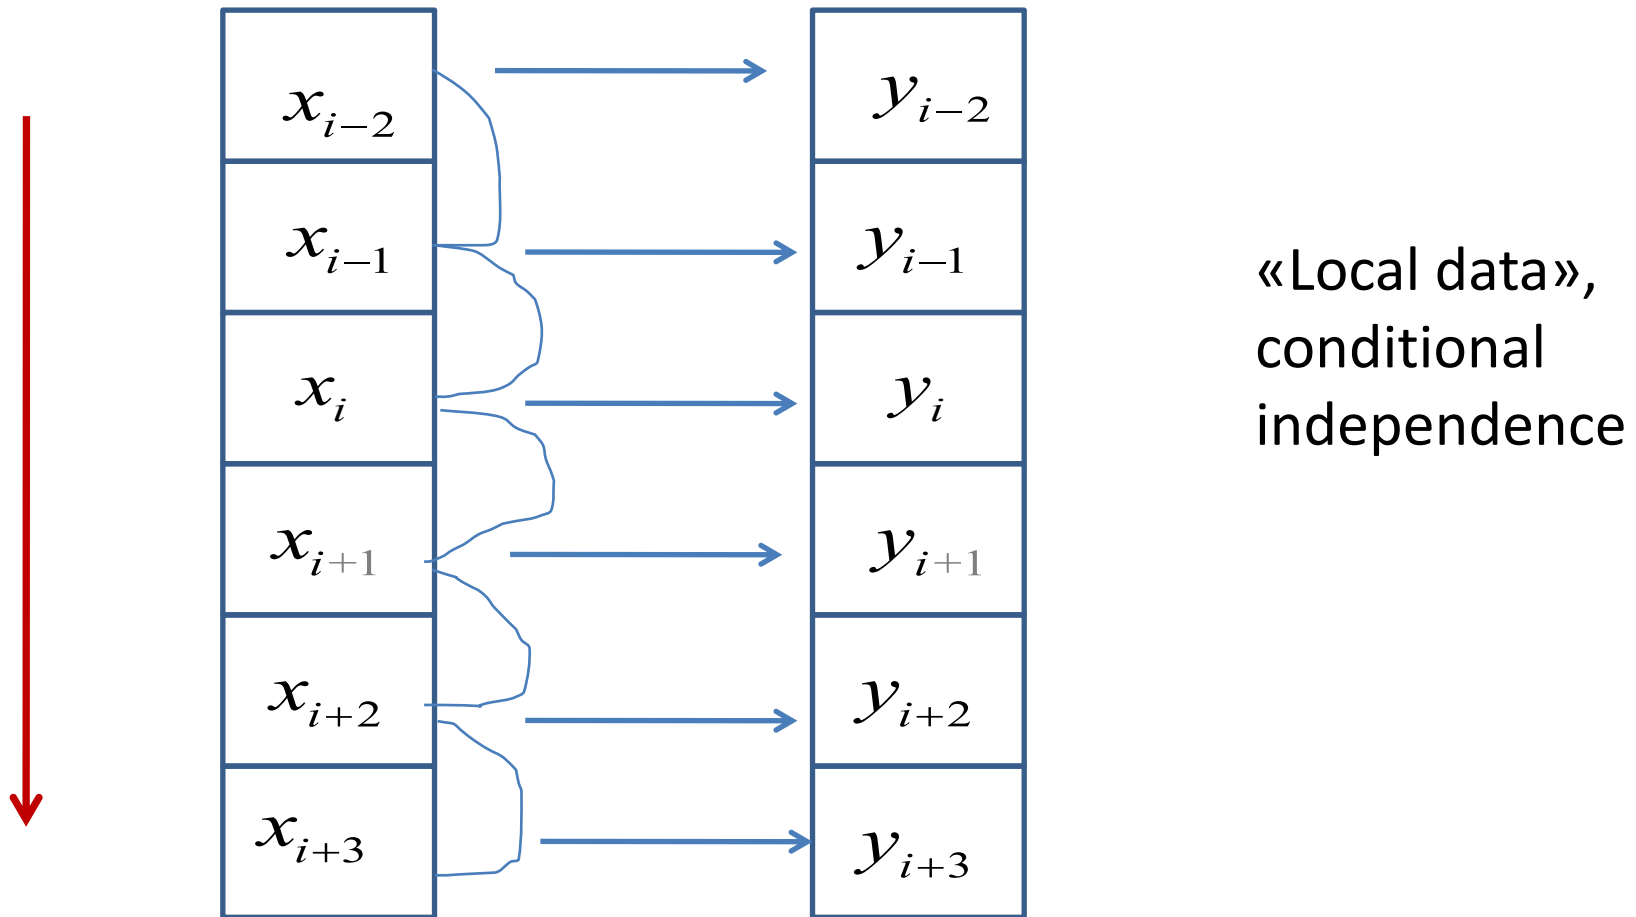 x_{i−2} y_{i−2}
x_{i−1} y_{i−1}
x_i y_i
x_{i+1} y_{i+1}
x_{i+2} y_{i+2}
x_{i+3} y_{i+3}
«Local data»,
conditional
independence